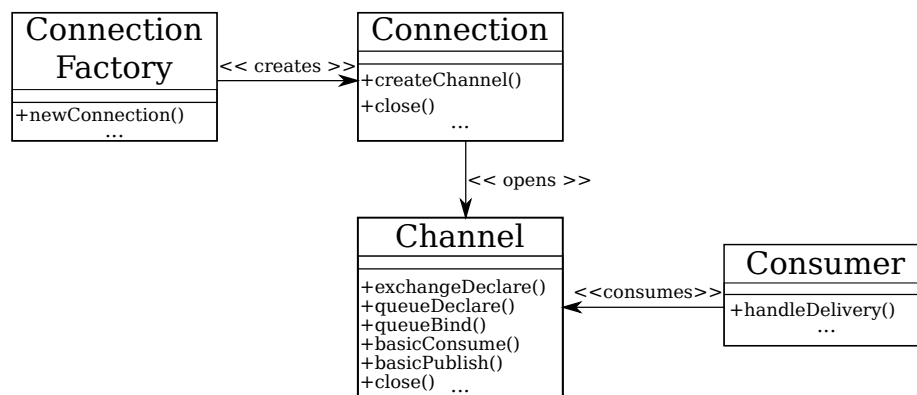 Connection
Factory
+newConnection()
...
<< creates >>
Connection
+createChannel()
+close()
...
<< opens >>
Channel
+exchangeDeclare()
+queueDeclare()
+queueBind()
+basicConsume()
+basicPublish()
+close()
...
<<consumes>>
Consumer
+handleDelivery()
...